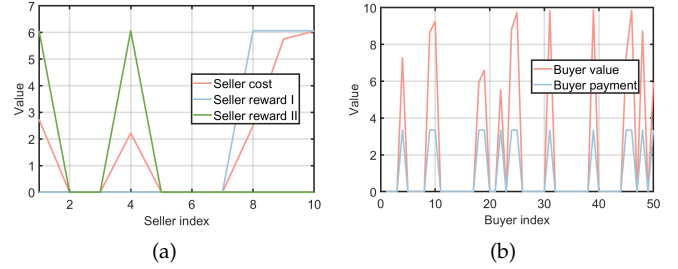 7
6
5
4
3
2
1
0
Value
2 4 6 8 10
Seller index
Seller cost
Seller reward I
Seller reward II
(a)
10
8
6
4
2
0
Value
0 10 20 30 40 50
Buyer index
Buyer value
Buyer payment
(b)